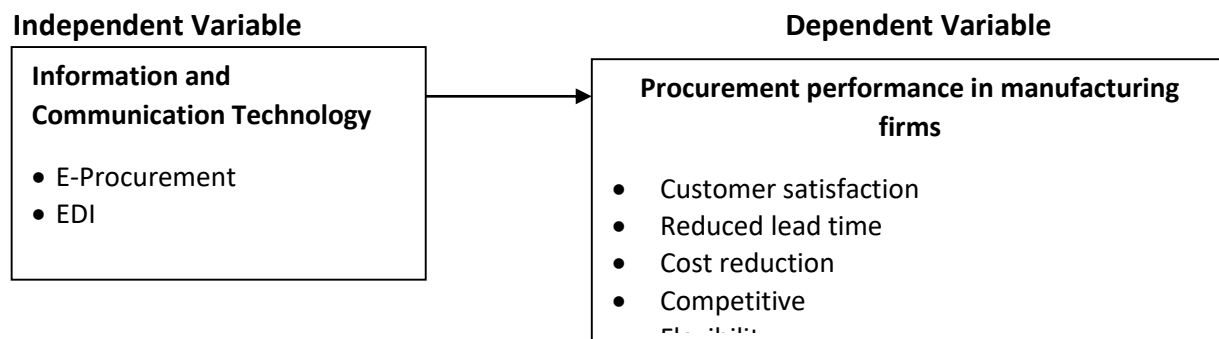 Independent Variable
Dependent Variable
Information and
Communication Technology
• E-Procurement
• EDI
Procurement performance in manufacturing
firms
• Customer satisfaction
• Reduced lead time
• Cost reduction
• Competitive